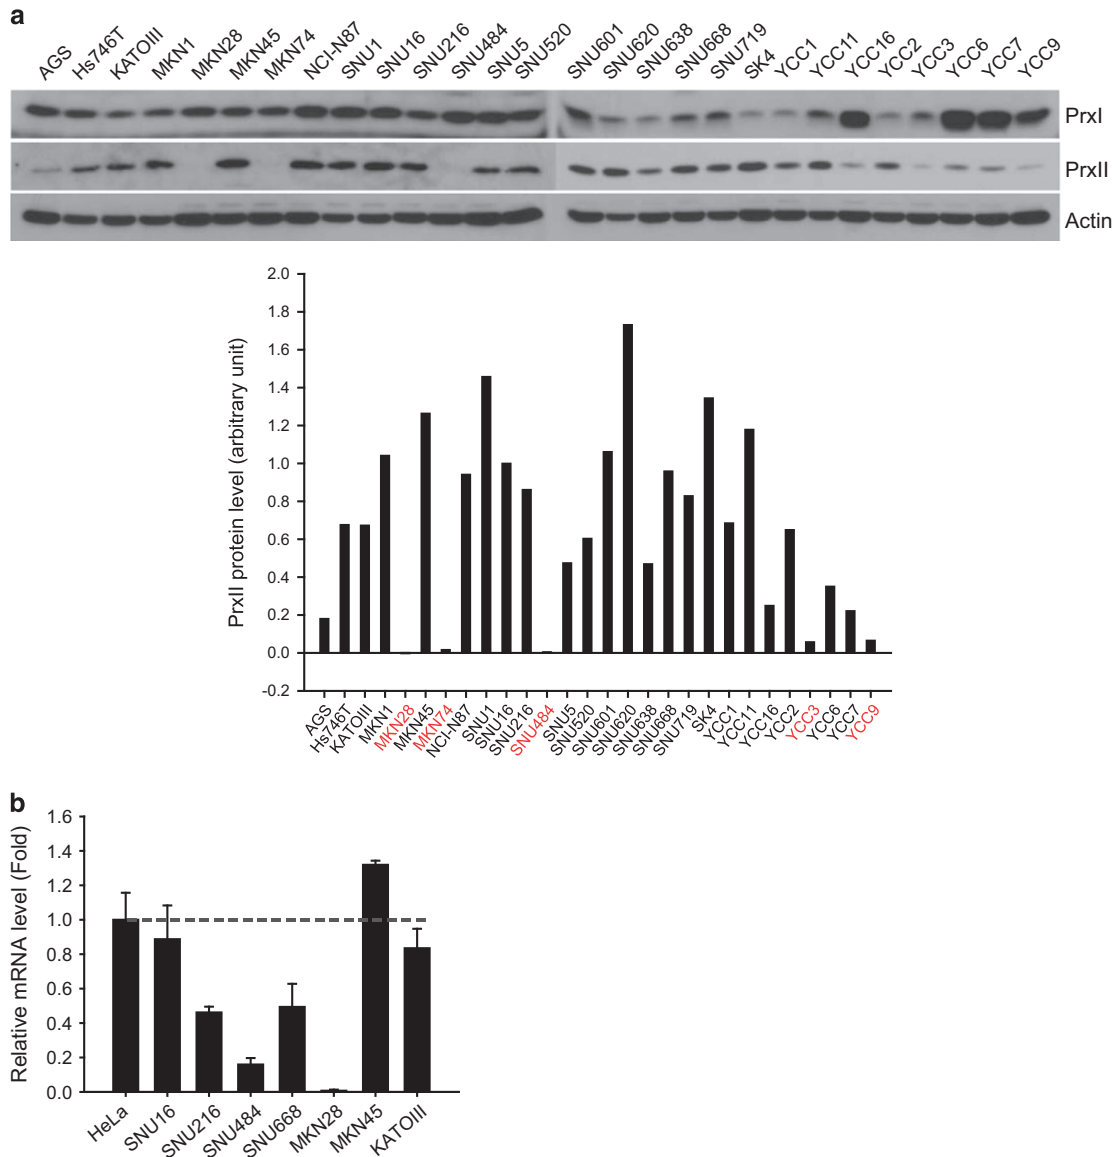 a
AGS Hs746T KATOIII MKN1 MKN28 MKN45 MKN74 NCI-N87 SNU1 SNU16 SNU216 SNU484 SNU5 SNU520 SNU601 SNU620 SNU638 SNU668 SNU719 SK4 YCC1 YCC11 YCC16 YCC2 YCC3 YCC6 YCC7 YCC9
PrxI
PrxII
Actin
PrxII protein level (arbitrary unit)
2.0
1.8
1.6
1.4
1.2
1.0
0.8
0.6
0.4
0.2
0.0
-0.2
AGS Hs746T KATOIII MKN1 MKN28 MKN45 MKN74 NCI-N87 SNU1 SNU16 SNU216 SNU484 SNU5 SNU520 SNU601 SNU620 SNU638 SNU668 SNU719 SK4 YCC1 YCC11 YCC16 YCC2 YCC3 YCC6 YCC7 YCC9
b
Relative mRNA level (Fold)
1.6
1.4
1.2
1.0
0.8
0.6
0.4
0.2
0.0
HeLa SNU16 SNU216 SNU484 SNU668 MKN28 MKN45 KATOIII